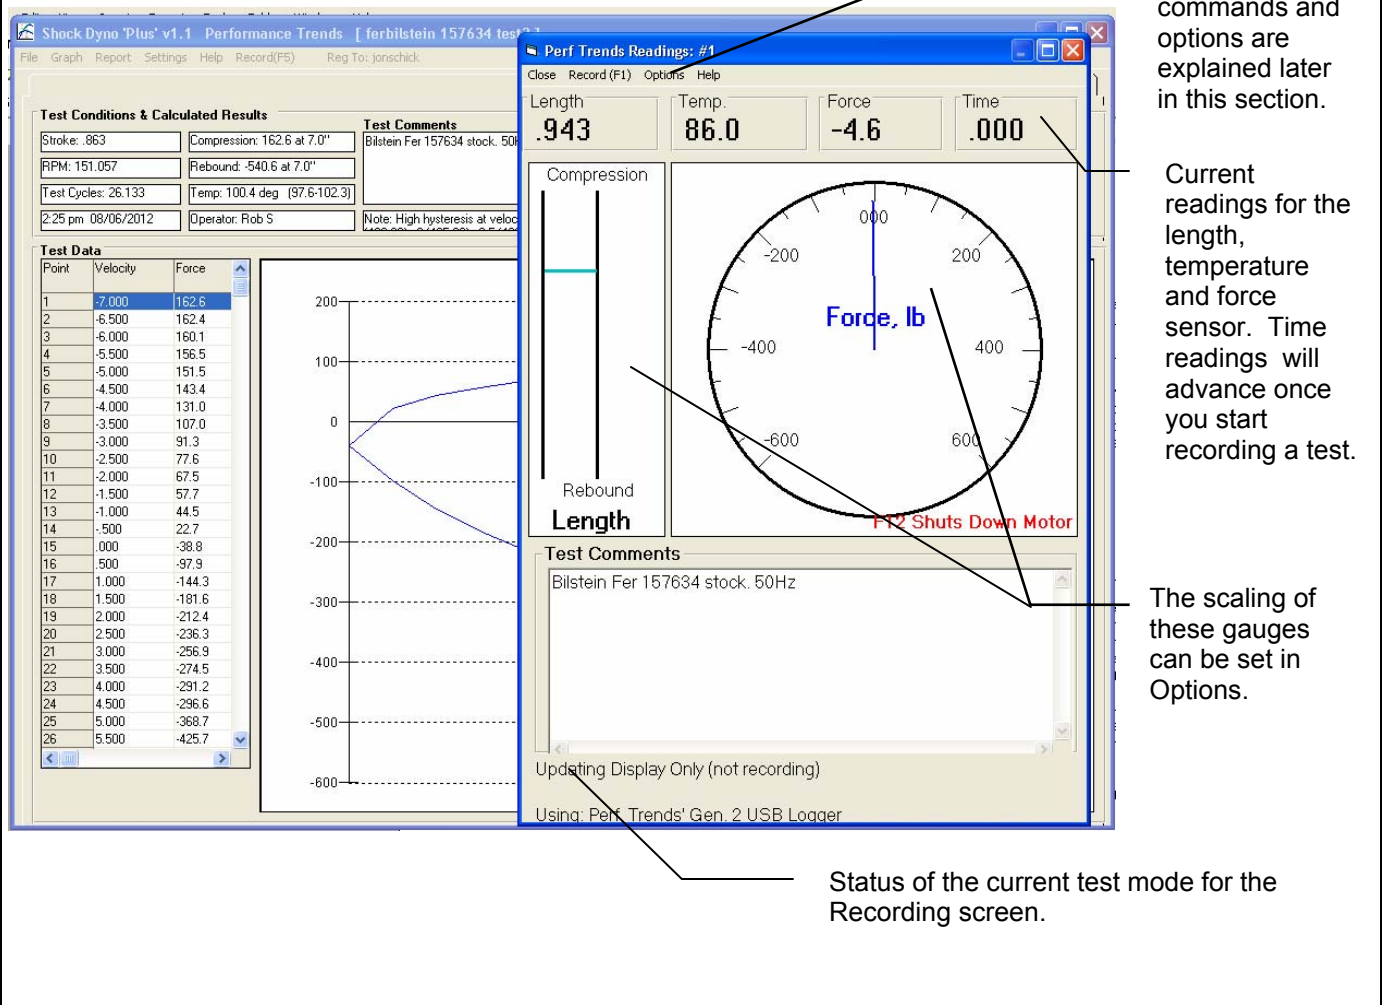 commands and
options are
explained later
in this section.
Shock Dyno 'Plus' v1.1 Performance Trends [ ferbilstein 157634 test2 ]
File Graph Report Settings Help Record(F5) Reg To: jonschick
Test Conditions & Calculated Results
Stroke: .863
Compression: 162.6 at 7.0"
RPM: 151.057
Rebound: -540.6 at 7.0"
Test Cycles: 26.133
Temp: 100.4 deg (97.6-102.3)
2:25 pm 08/06/2012
Operator: Rob S
Test Comments
Bilstein Fer 157634 stock.
Note: High hysteresis at
Test Data
Point Velocity Force
1 -7.000 162.6
2 -6.500 162.4
3 -6.000 160.1
4 -5.500 156.5
5 -5.000 151.5
6 -4.500 143.4
7 -4.000 131.0
8 -3.500 107.0
9 -3.000 91.3
10 -2.500 77.6
11 -2.000 67.5
12 -1.500 57.7
13 -1.000 44.5
14 -.500 22.7
15 .000 -38.8
16 .500 -97.9
17 1.000 -144.3
18 1.500 -181.6
19 2.000 -212.4
20 2.500 -236.3
21 3.000 -256.9
22 3.500 -274.5
23 4.000 -291.2
24 4.500 -296.6
25 5.000 -368.7
26 5.500 -425.7
200
100
0
-100
-200
-300
-400
-500
-600
Perf Trends Readings: #1
Close Record (F1) Options Help
Length
.943
Temp.
86.0
Force
-4.6
Time
.000
Compression
Rebound
Length
000
-200 200
Force, lb
-400 400
-600 600
F12 Shuts Down Motor
Test Comments
Bilstein Fer 157634 stock. 50Hz
Updating Display Only (not recording)
Using: Perf. Trends' Gen. 2 USB Logger
Current
readings for the
length,
temperature
and force
sensor. Time
readings will
advance once
you start
recording a test.
The scaling of
these gauges
can be set in
Options.
Status of the current test mode for the
Recording screen.